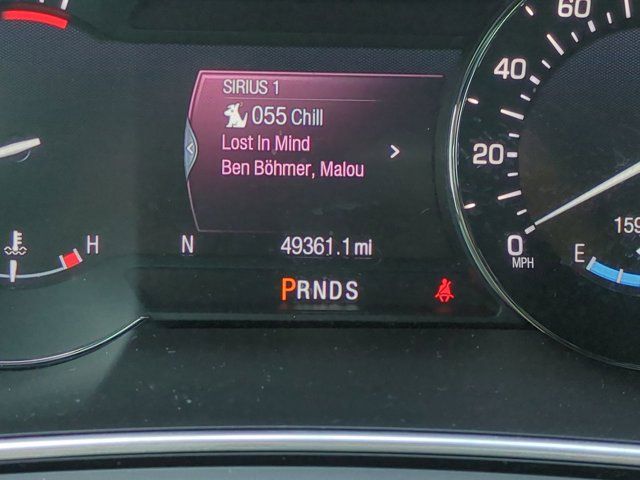 SIRIUS 1
055 Chill
Lost In Mind
Ben Böhmer, Malou
60
40
20
0
MPH
159
E
H
N
49361.1 mi
PRNDS